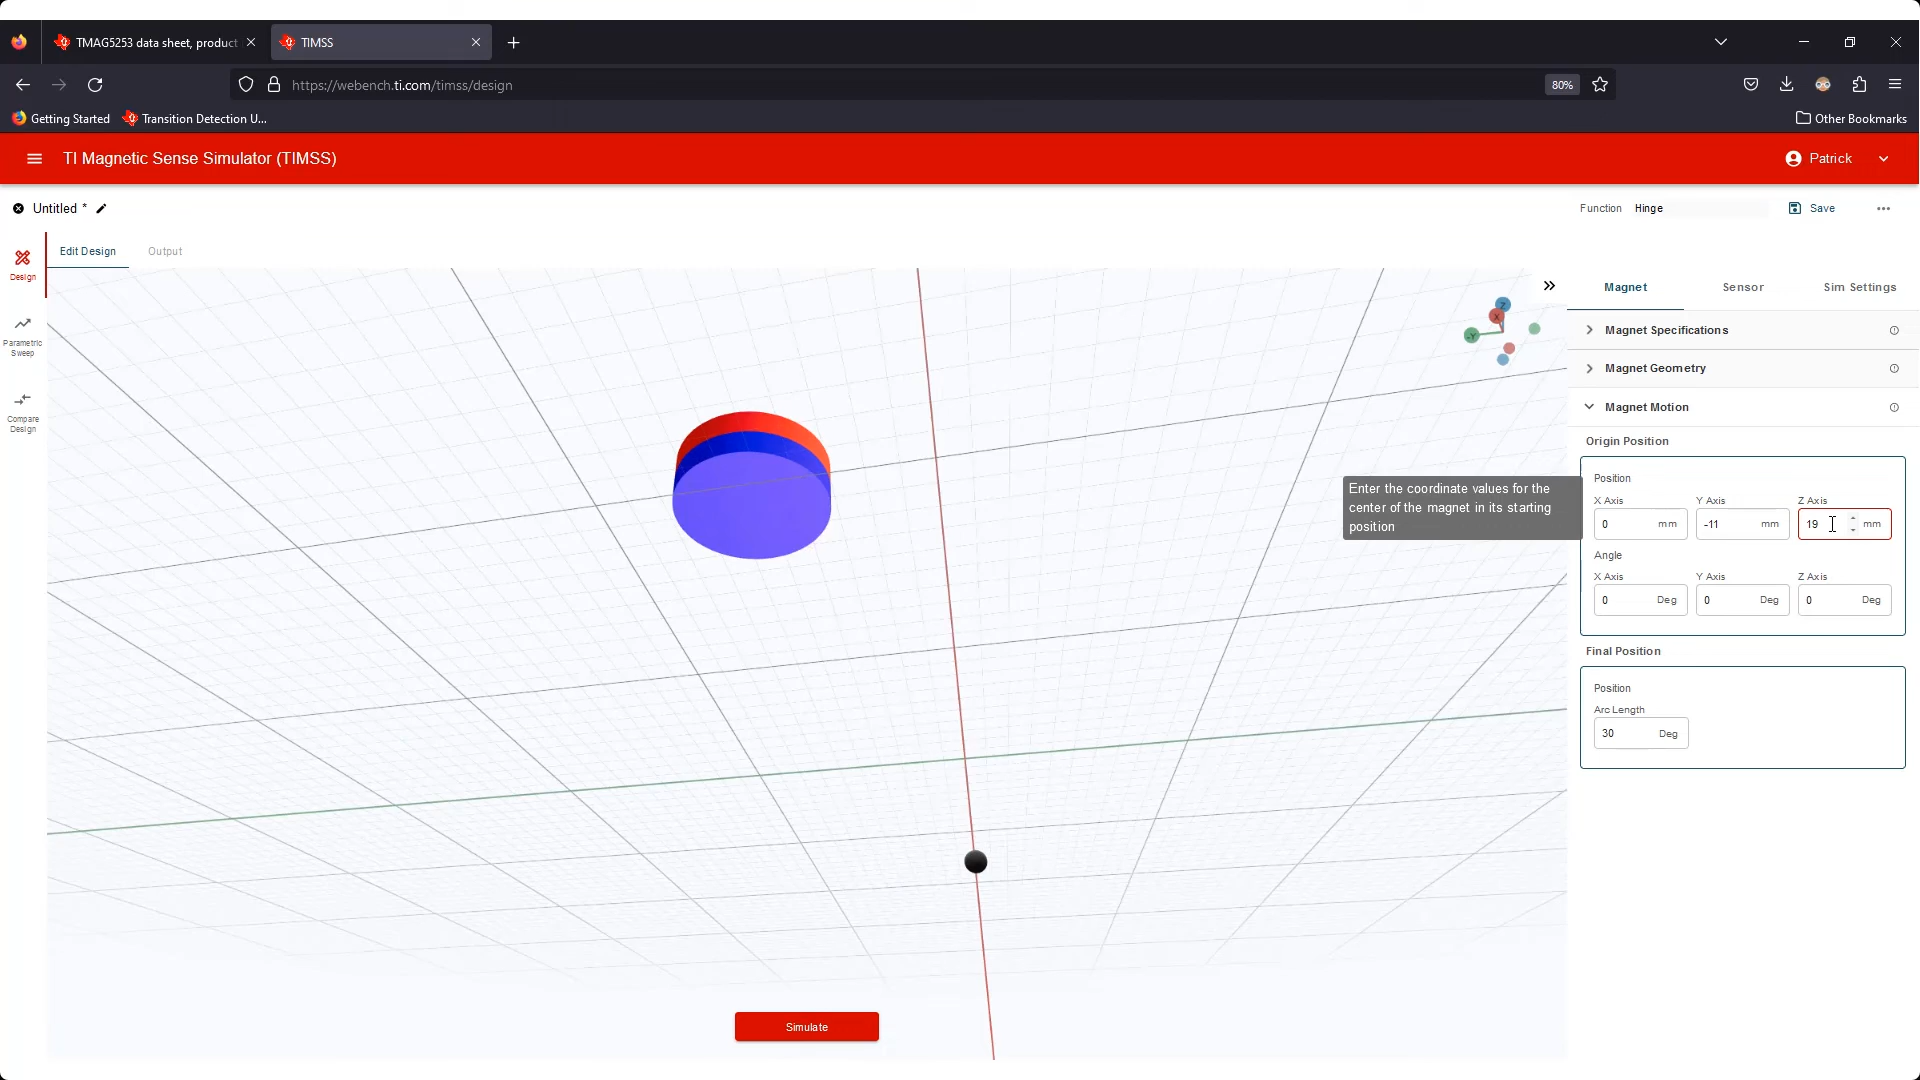 TMAG5253 data sheet, product
TIMSS
https://webench.ti.com/timss/design
80%
Getting Started
Transition Detection U...
Other Bookmarks
TI Magnetic Sense Simulator (TIMSS)
Patrick
Untitled *
Function
Hinge
Save
Design
Edit Design
Output
Parametric
Sweep
Compare
Design
Z
X
-Y
Magnet
Sensor
Sim Settings
Magnet Specifications
Magnet Geometry
Magnet Motion
Origin Position
Enter the coordinate values for the
center of the magnet in its starting
position
Position
X Axis
Y Axis
Z Axis
0 mm
-11 mm
19 mm
Angle
X Axis
Y Axis
Z Axis
0 Deg
0 Deg
0 Deg
Final Position
Position
Arc Length
30 Deg
Simulate